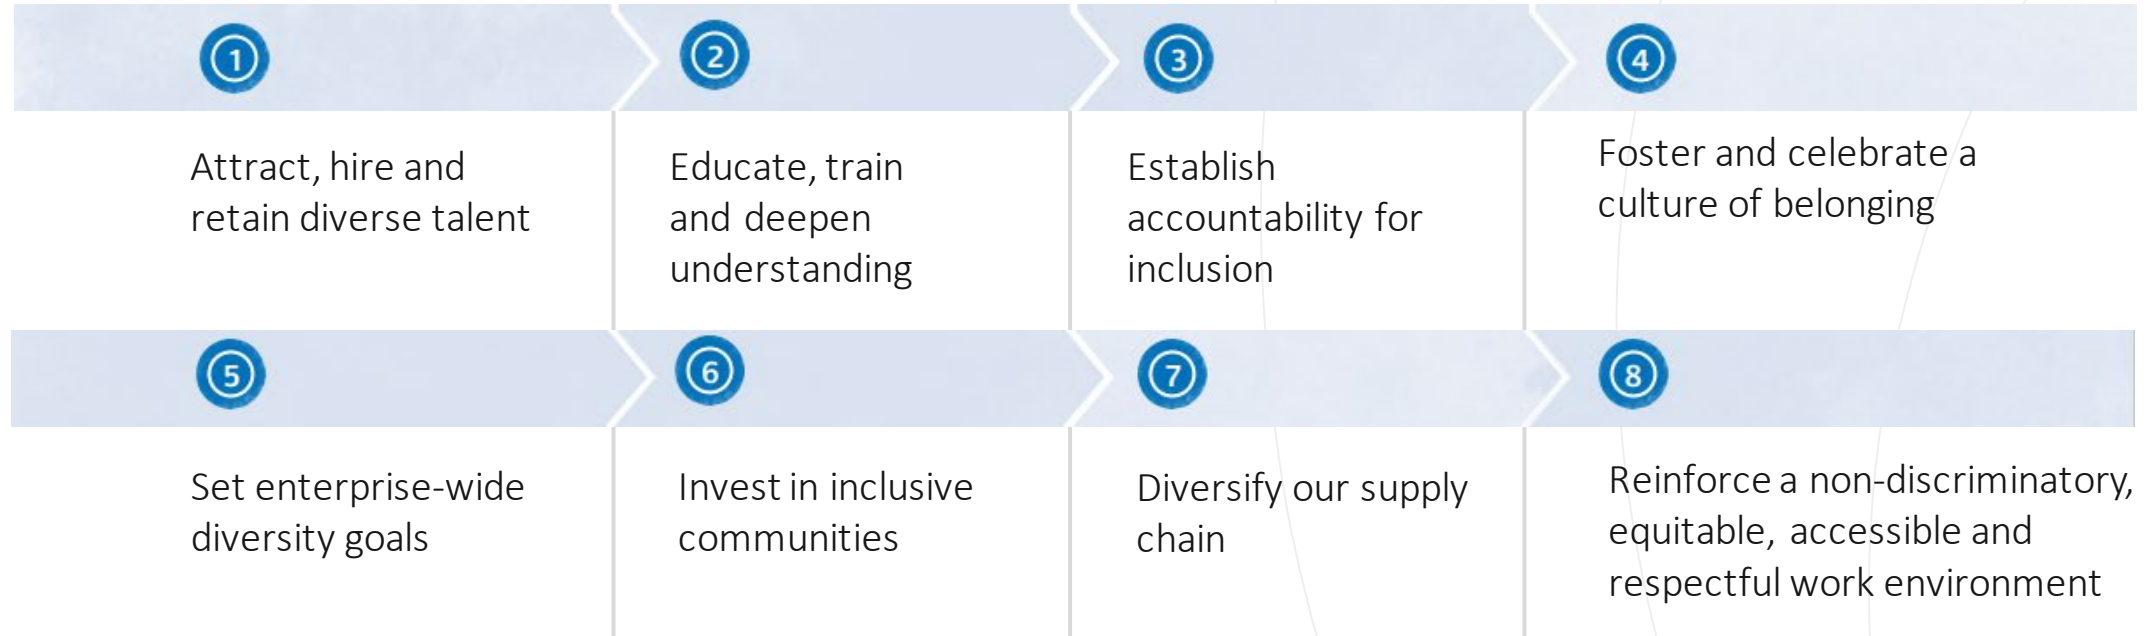 1
Attract, hire and
retain diverse talent
2
Educate, train
and deepen
understanding
3
Establish
accountability for
inclusion
4
Foster and celebrate a
culture of belonging
5
Set enterprise-wide
diversity goals
6
Invest in inclusive
communities
7
Diversify our supply
chain
8
Reinforce a non-discriminatory,
equitable, accessible and
respectful work environment